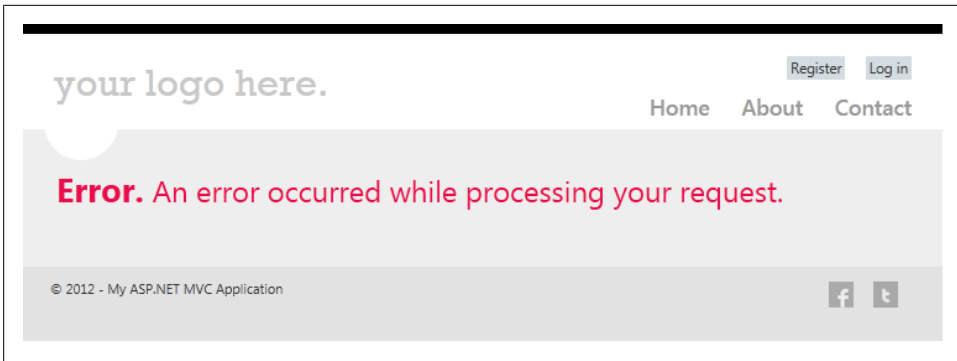 your logo here.
Register Log in
Home About Contact
Error. An error occurred while processing your request.
© 2012 - My ASP.NET MVC Application